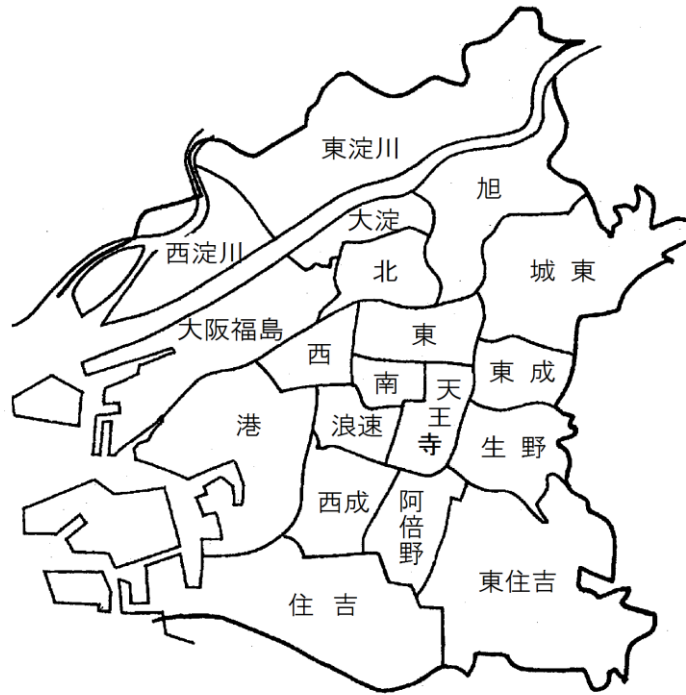 東淀川
旭
大淀
西淀川
北
城東
大阪福島
東
西
東成
南
天王寺
港
浪速
生野
西成
阿倍野
東住吉
住吉